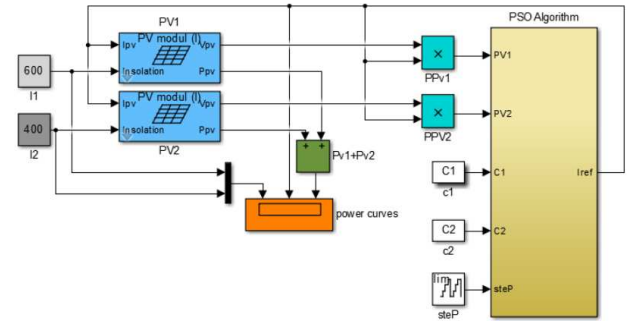 PV1
PSO Algorithm
PV modul (I)
Ipv
Vpv
Insolation
Ppv
600
I1
PPv1
PV1
PV modul (I)
Ipv
Vpv
Insolation
Ppv
PV2
400
I2
PPV2
PV2
Pv1+Pv2
C1
c1
C1
Iref
power curves
C2
c2
C2
lim
steP
steP